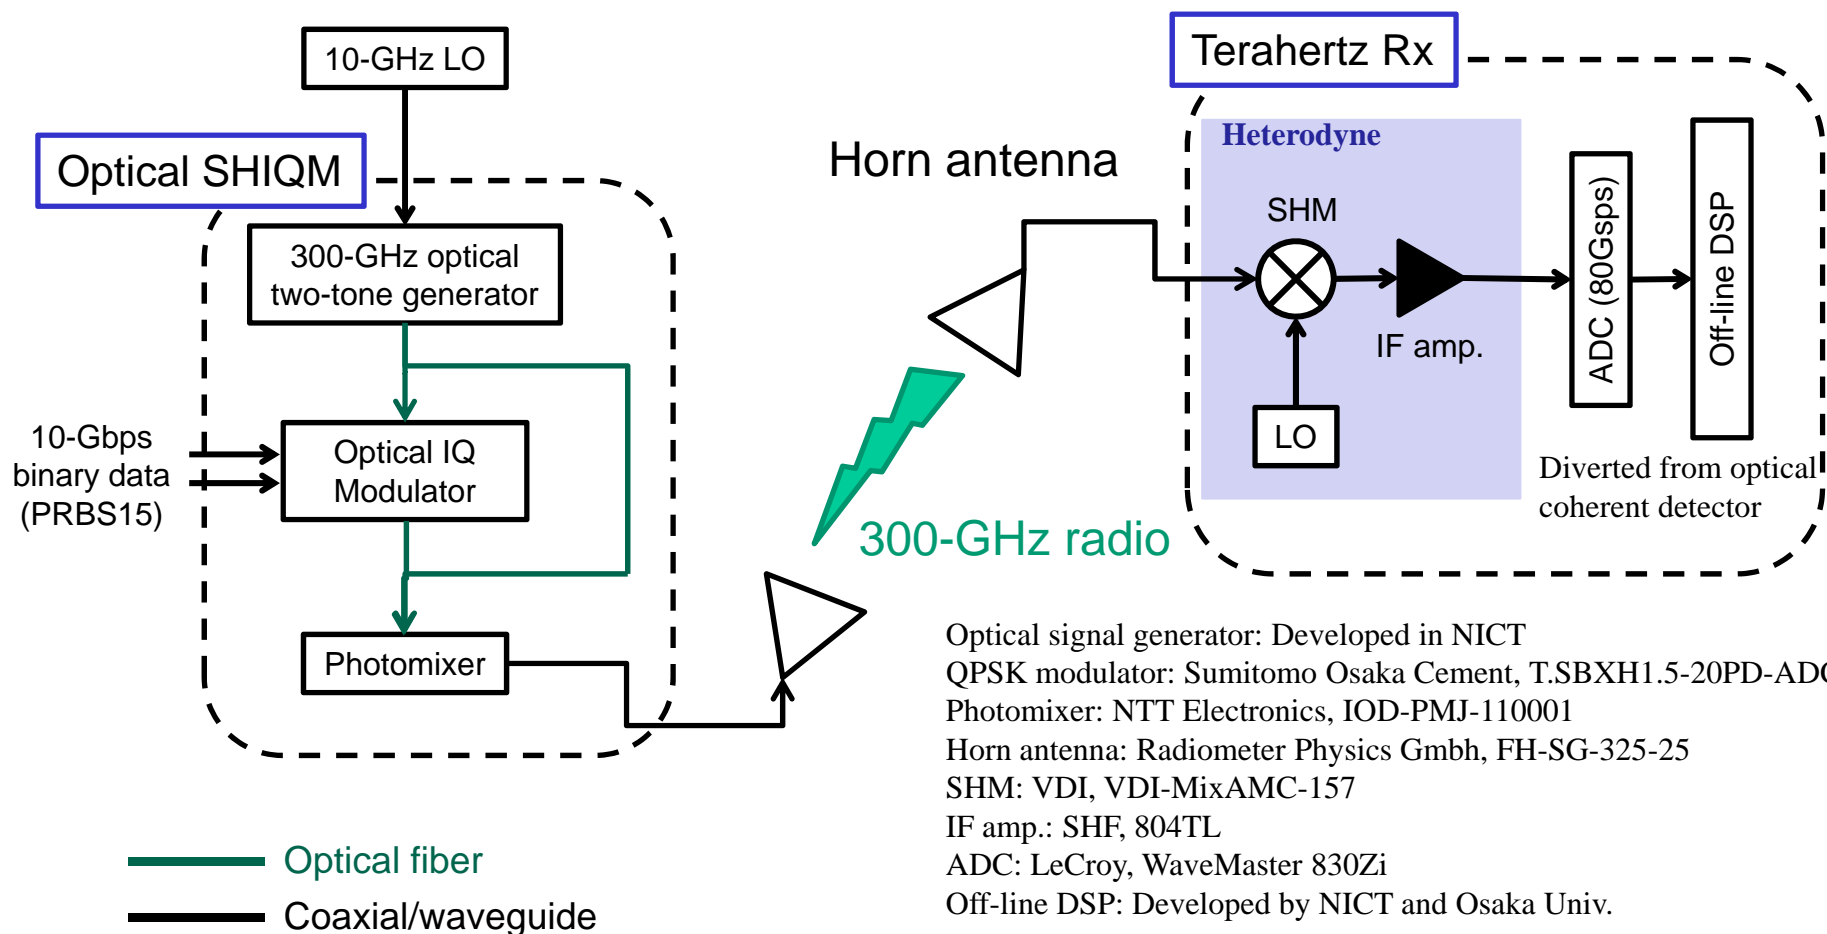 10-GHz LO
Optical SHIQM
300-GHz optical
two-tone generator
10-Gbps
binary data
(PRBS15)
Optical IQ
Modulator
Photomixer
Optical fiber
Coaxial/waveguide
Horn antenna
300-GHz radio
Terahertz Rx
Heterodyne
SHM
IF amp.
LO
ADC (80Gsps)
Off-line DSP
Diverted from optical
coherent detector
Optical signal generator: Developed in NICT
QPSK modulator: Sumitomo Osaka Cement, T.SBXH1.5-20PD-ADC
Photomixer: NTT Electronics, IOD-PMJ-110001
Horn antenna: Radiometer Physics Gmbh, FH-SG-325-25
SHM: VDI, VDI-MixAMC-157
IF amp.: SHF, 804TL
ADC: LeCroy, WaveMaster 830Zi
Off-line DSP: Developed by NICT and Osaka Univ.